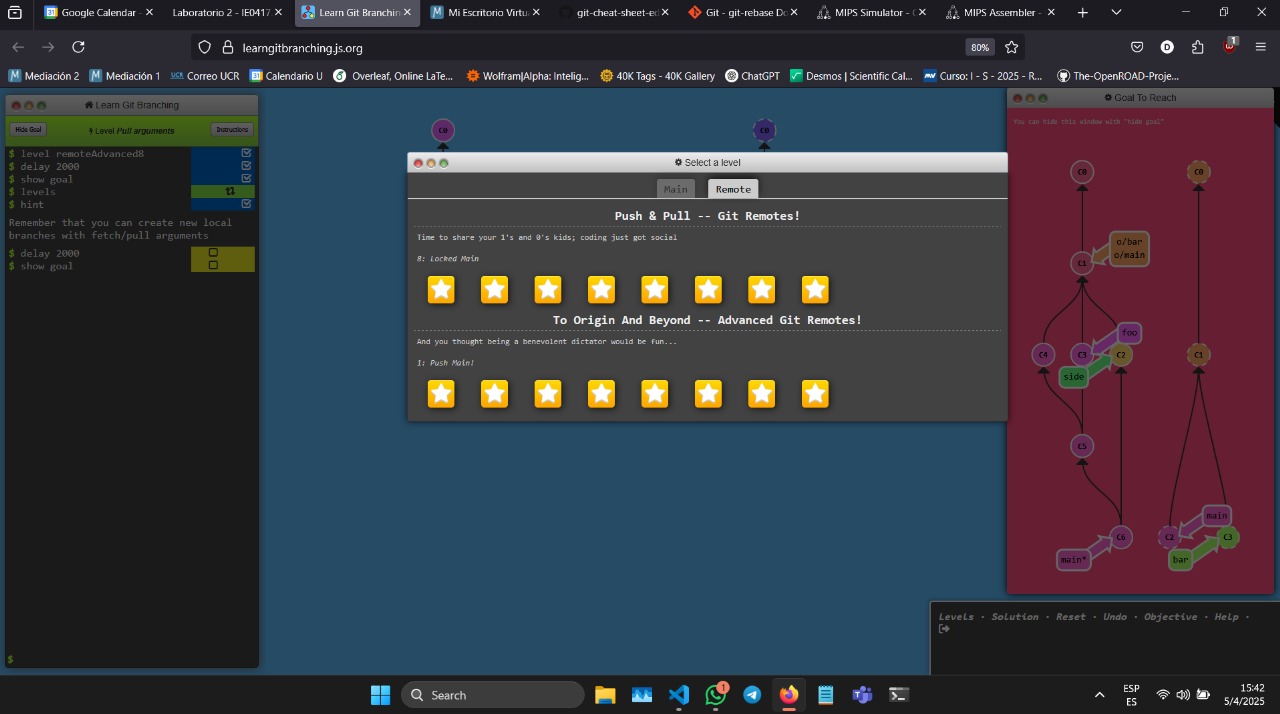 Google Calendar -
Laboratorio 2 - IE0417
Learn Git Branchin
Mi Escritorio Virtu
git-cheat-sheet-ed
Git - git-rebase Do
MIPS Simulator - C
MIPS Assembler -
learngitbranching.js.org
80%
D
1
Mediación 2
Mediación 1
UCR Correo UCR
31 Calendario U
Overleaf, Online LaTe...
Wolfram|Alpha: Intelig...
40K Tags - 40K Gallery
ChatGPT
Desmos | Scientific Cal...
Curso: I - S - 2025 - R...
The-OpenROAD-Proje...
Learn Git Branching
Hide Goal
Level Pull arguments
Instructions
$ level remoteAdvanced8
$ delay 2000
$ show goal
$ levels
$ hint
Remember that you can create new local
branches with fetch/pull arguments
$ delay 2000
$ show goal
$
C0
C0
Select a level
Main
Remote
Push & Pull -- Git Remotes!
Time to share your 1's and 0's kids; coding just got social
8: Locked Main
To Origin And Beyond -- Advanced Git Remotes!
And you thought being a benevolent dictator would be fun...
1: Push Main!
Goal To Reach
You can hide this window with "hide goal"
C0
C0
o/bar
o/main
C1
foo
C4
C3
C2
C1
side
C5
main
C6
C2
C3
main*
bar
Levels · Solution · Reset · Undo · Objective · Help ·
Search
1
ESP
ES
15:42
5/4/2025